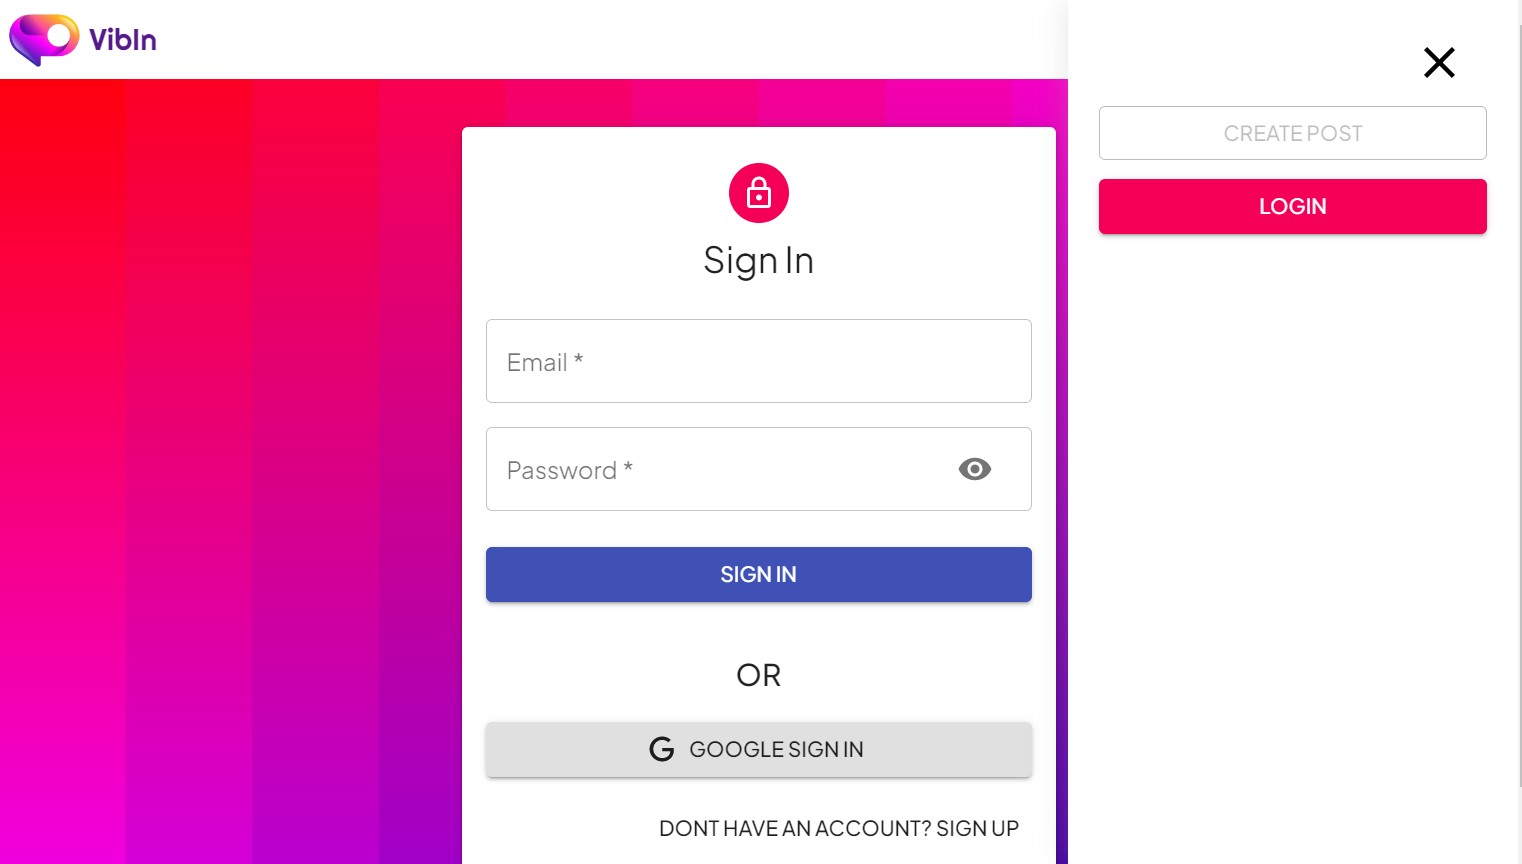 VibIn
CREATE POST
LOGIN
Sign In
Email *
Password *
SIGN IN
OR
GOOGLE SIGN IN
DONT HAVE AN ACCOUNT? SIGN UP